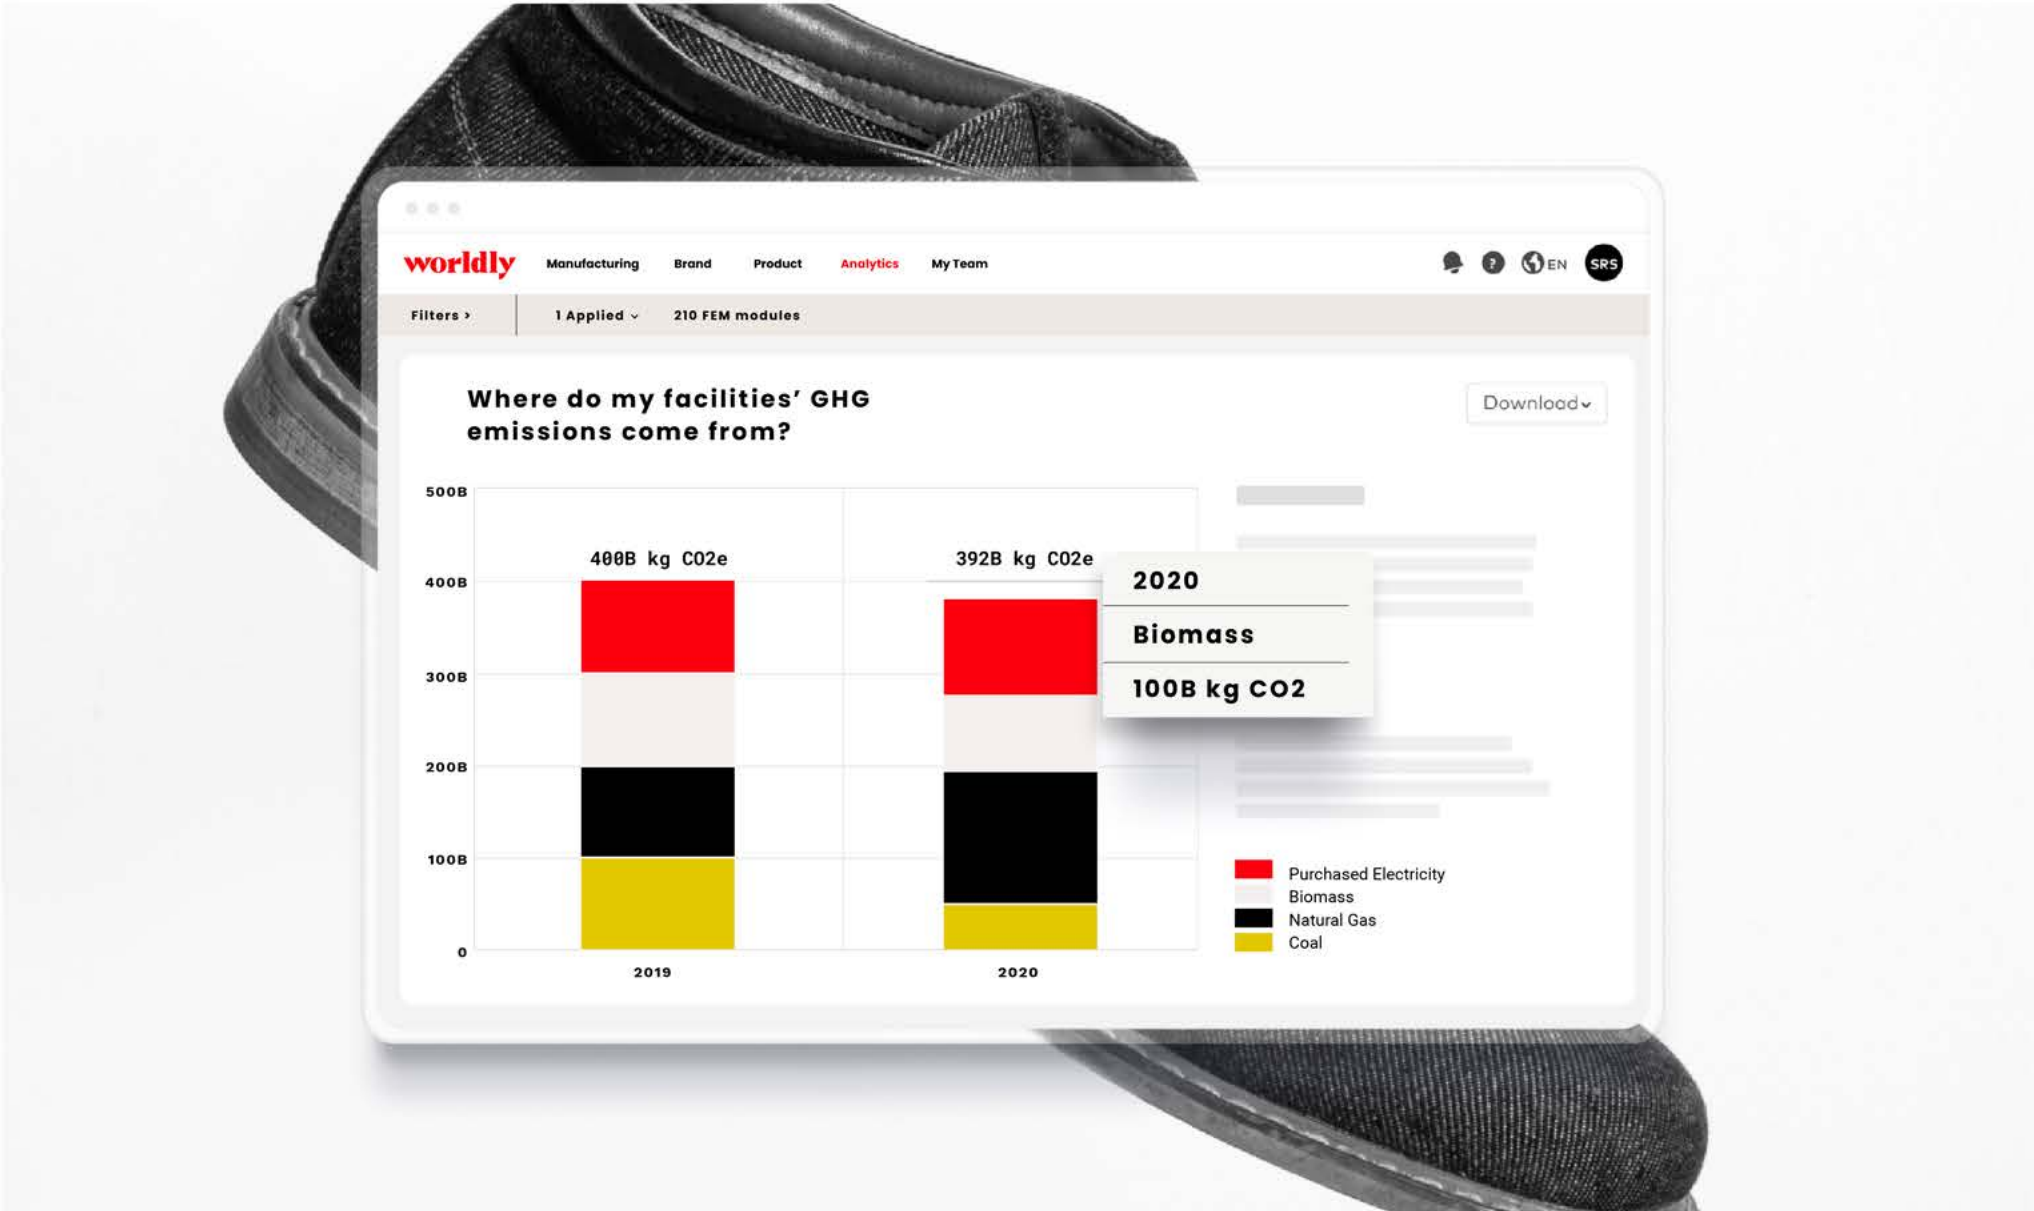 worldly
Manufacturing Brand Product Analytics My Team
? EN SRS
Filters > 1 Applied 210 FEM modules
Where do my facilities’ GHG
emissions come from?
Download
500B
400B
300B
200B
100B
0
400B kg CO2e
392B kg CO2e
2020
Biomass
100B kg CO2
2019
2020
Purchased Electricity
Biomass
Natural Gas
Coal